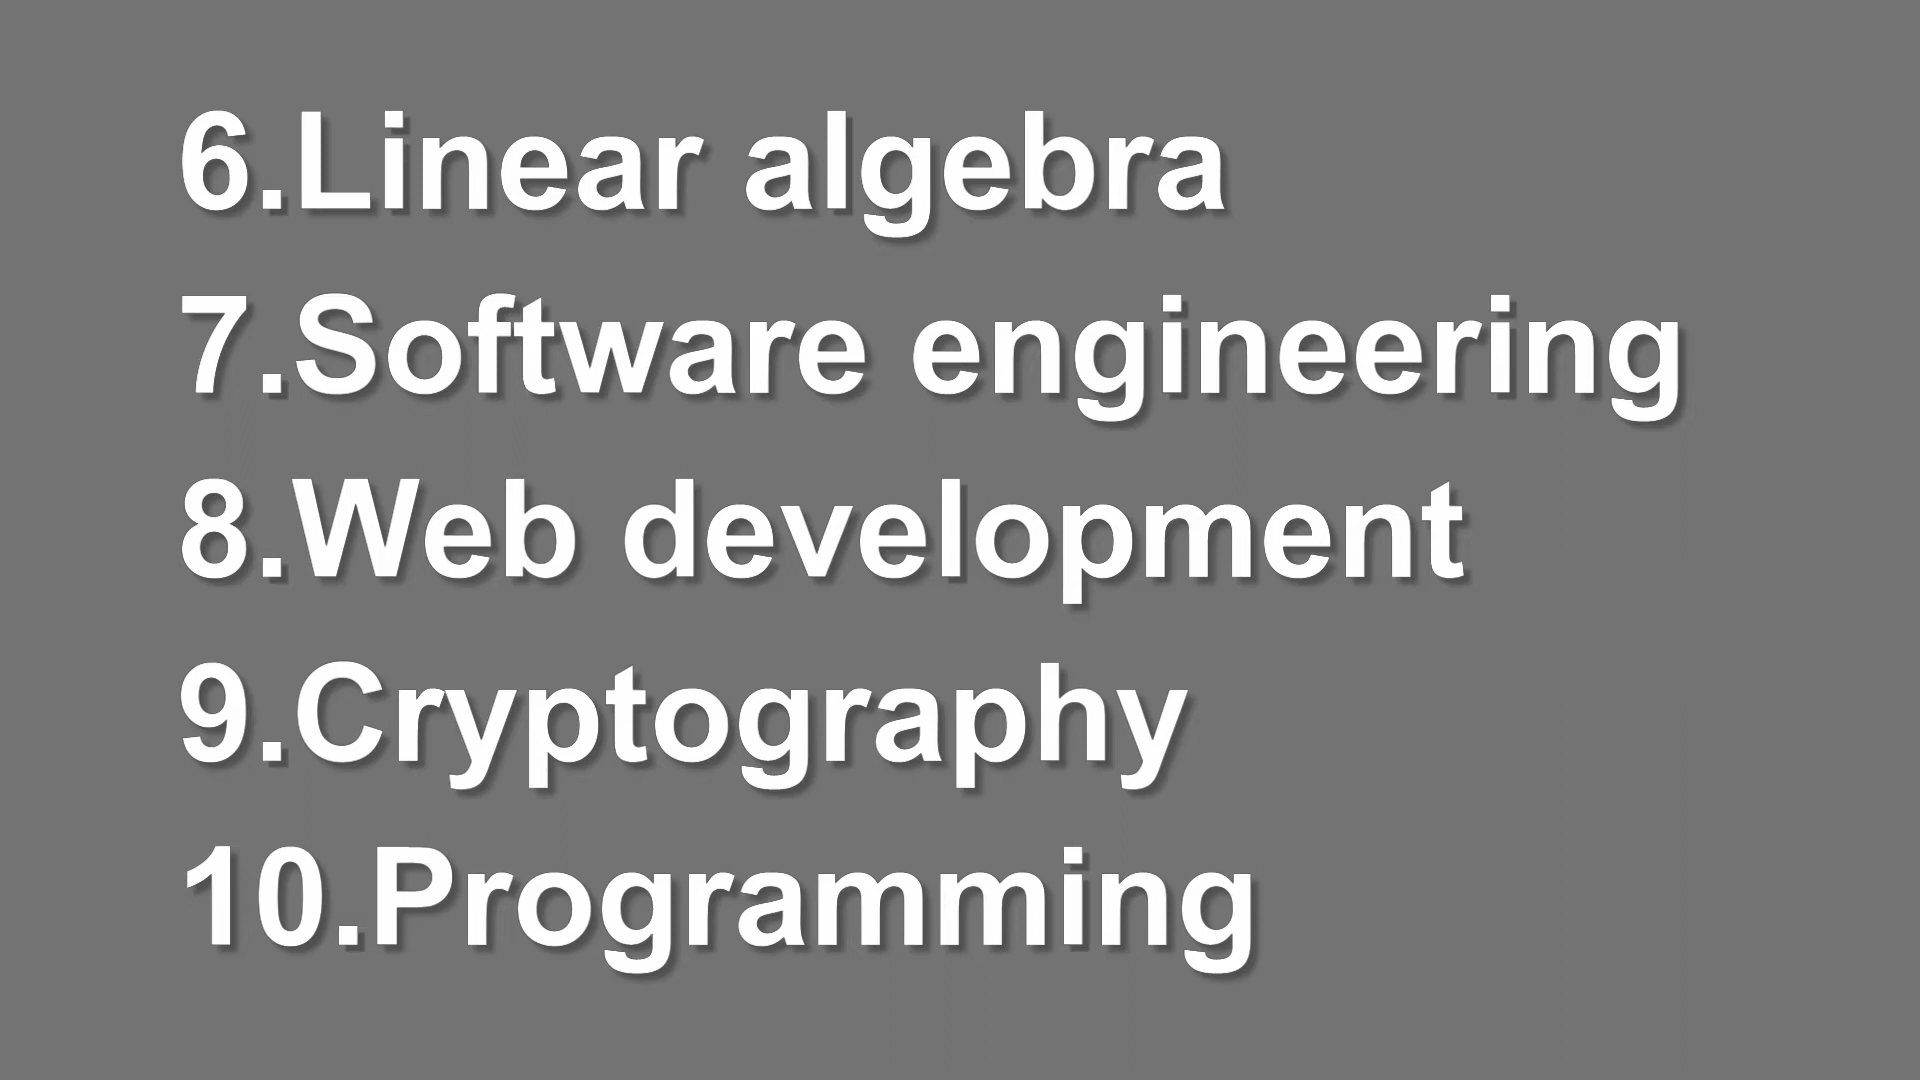 6.Linear algebra
7.Software engineering
8.Web development
9.Cryptography
10.Programming